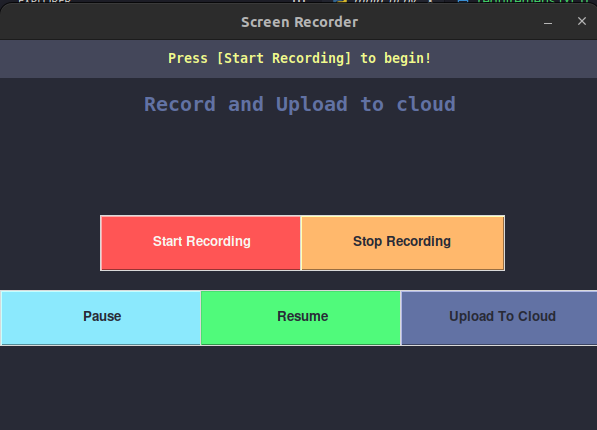 Screen Recorder
Press [Start Recording] to begin!
Record and Upload to cloud
Start Recording Stop Recording
Pause Resume Upload To Cloud